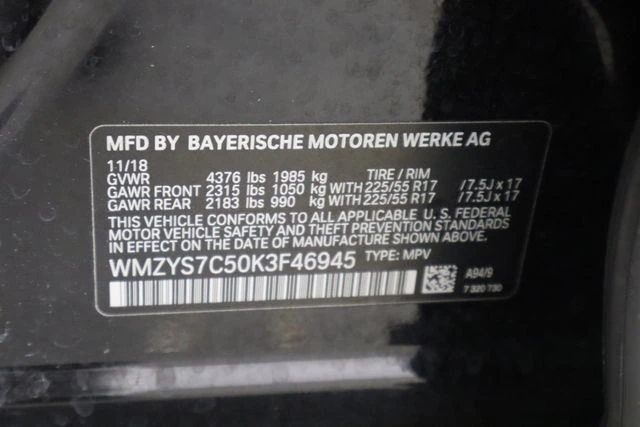 MFD BY BAYERISCHE MOTOREN WERKE AG
11/18
GVWR 4376 lbs 1985 kg TIRE / RIM
GAWR FRONT 2315 lbs 1050 kg WITH 225/55 R17 /7.5J x 17
GAWR REAR 2183 lbs 990 kg WITH 225/55 R17 /7.5J x 17
THIS VEHICLE CONFORMS TO ALL APPLICABLE U. S. FEDERAL
MOTOR VEHICLE SAFETY, BUMPER AND THEFT PREVENTION STANDARDS
IN EFFECT ON THE DATE OF MANUFACTURE SHOWN ABOVE.
WMZYS7C50K3F46945 TYPE: MPV
A94/9
7 320 730